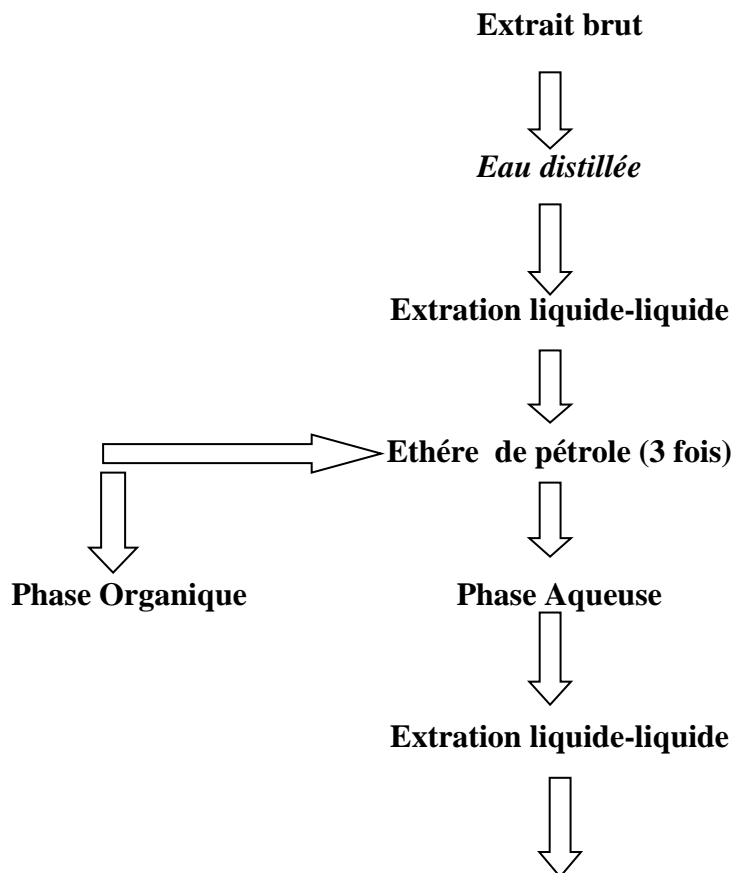 Extrait brut
Eau distillée
Extration liquide-liquide
Ethére de pétrole (3 fois)
Phase Organique
Phase Aqueuse
Extration liquide-liquide